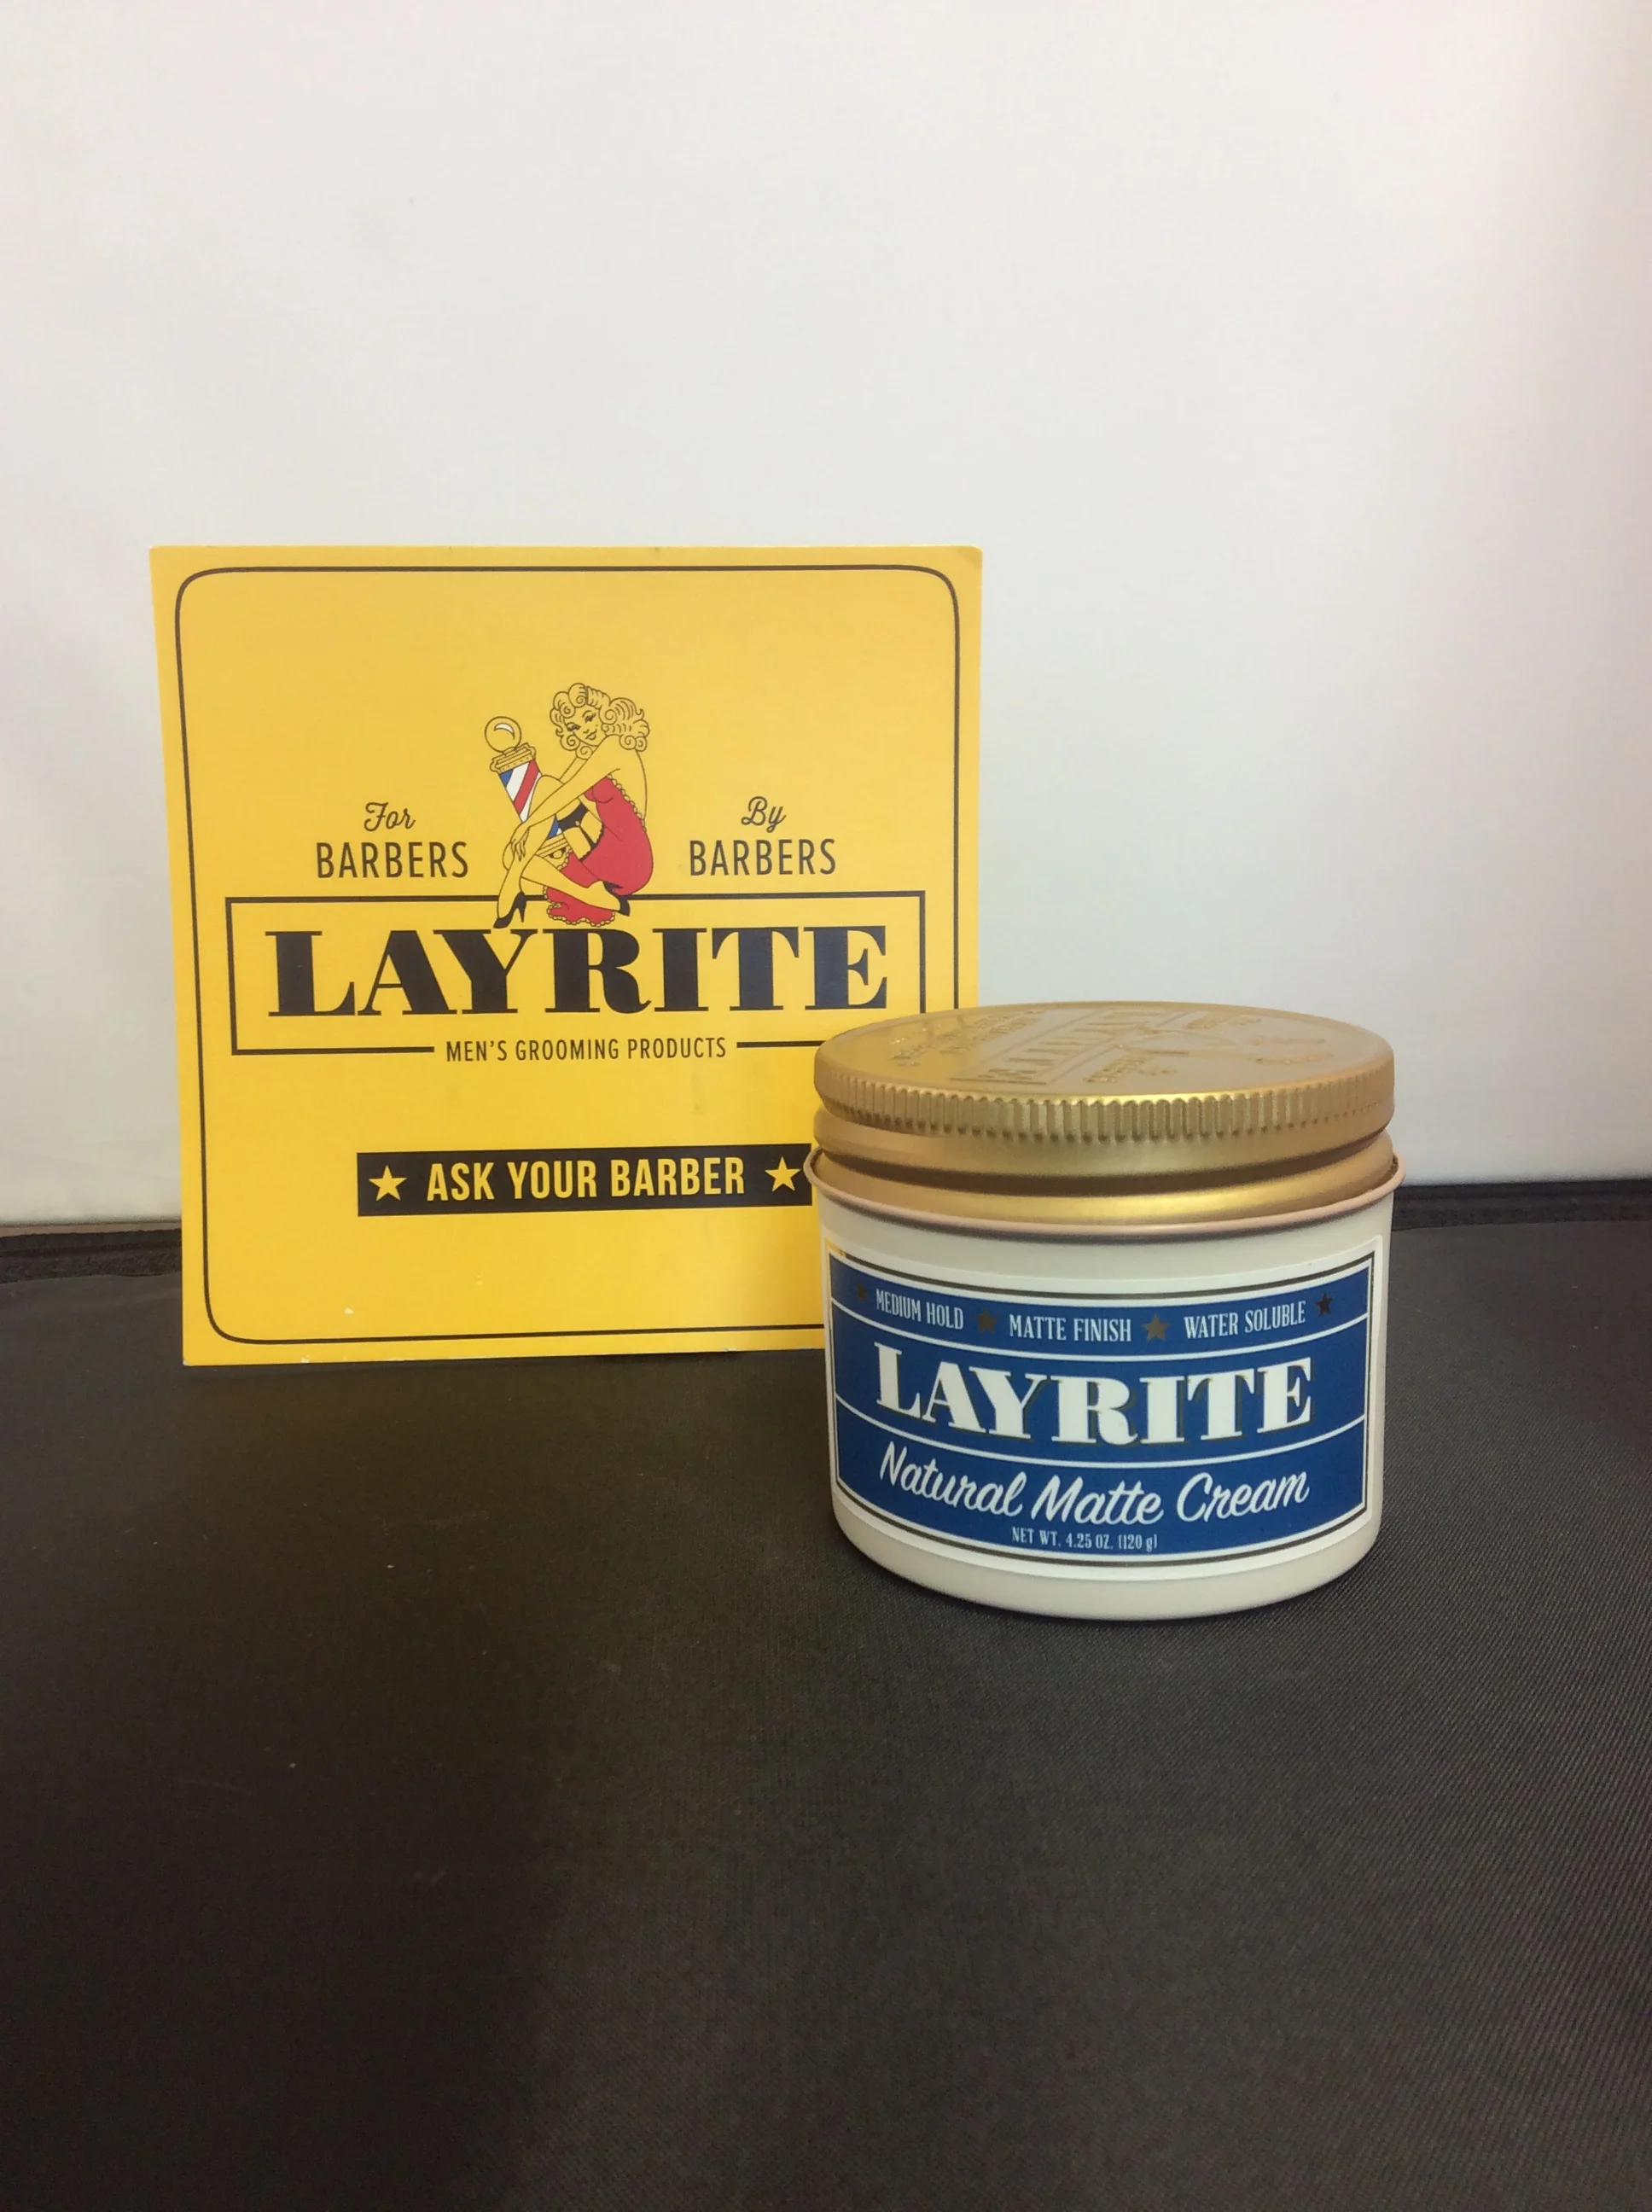 For
BARBERS
By
BARBERS
LAYRITE
MEN'S GROOMING PRODUCTS
★ ASK YOUR BARBER ★
★ MEDIUM HOLD ★ MATTE FINISH ★ WATER SOLUBLE ★
LAYRITE
Natural Matte Cream
NET WT. 4.25 OZ. (120 g)